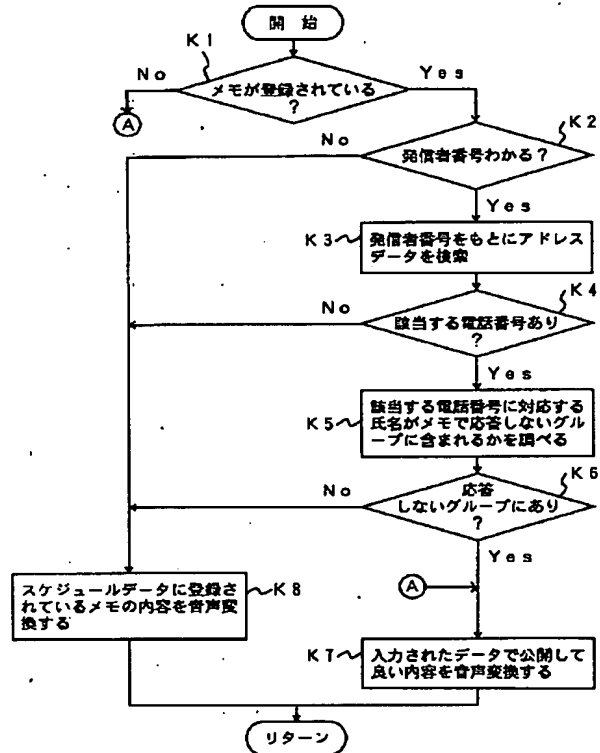 開 始
K1
No
メモが登録されている
?
Yes
A
K2
No
発信者番号わかる?
Yes
K3
発信者番号をもとにアドレス
データを検索
K4
No
該当する電話番号あり
?
Yes
K5
該当する電話番号に対応する
氏名がメモで応答しないグルー
プに含まれるかを調べる
K6
No
応答
しないグループにあり
?
Yes
A
スケジュールデータに登録さ
れているメモの内容を音声変
換する
K8
K7
入力されたデータで公開して
良い内容を音声変換する
リターン